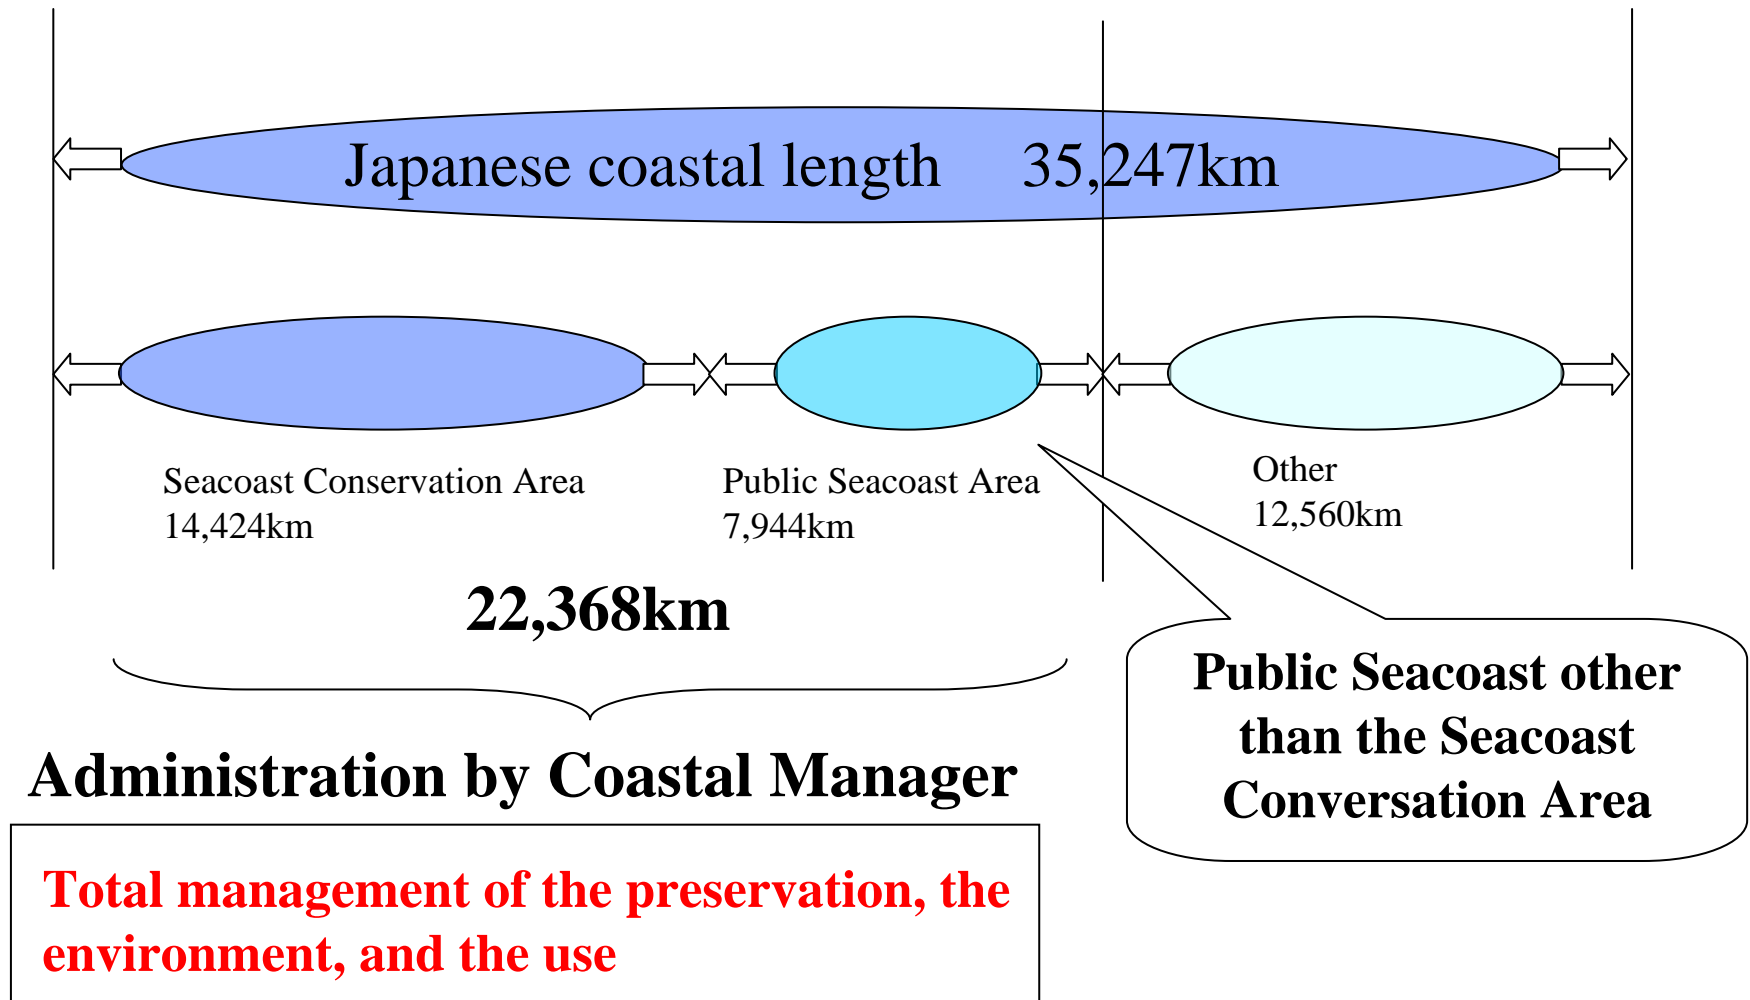 Japanese coastal length 35,247km
Seacoast Conservation Area
14,424km
Public Seacoast Area
7,944km
Other
12,560km
22,368km
Public Seacoast other
than the Seacoast
Conversation Area
Administration by Coastal Manager
Total management of the preservation, the
environment, and the use